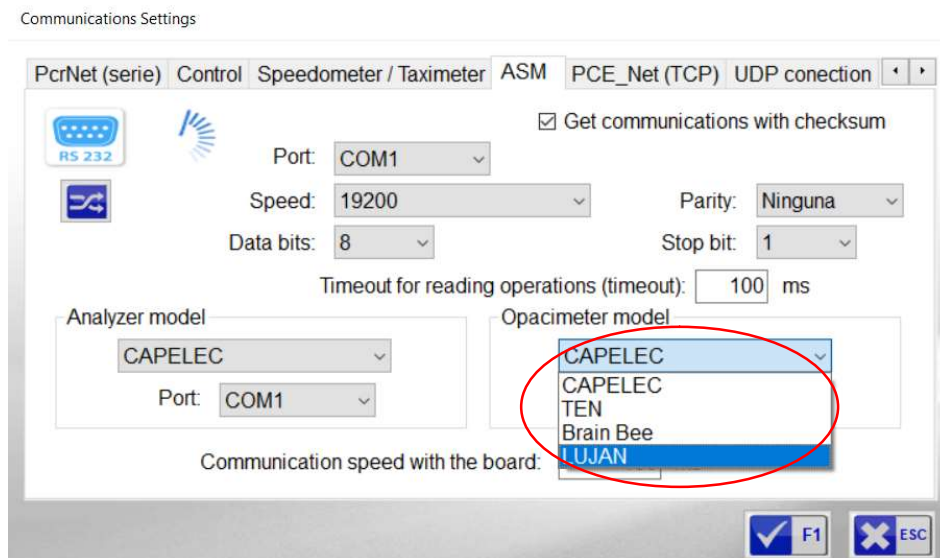 Communications Settings
PcrNet (serie) Control Speedometer / Taximeter ASM PCE_Net (TCP) UDP conection
RS 232
Get communications with checksum
Port: COM1
Speed: 19200 Parity: Ninguna
Data bits: 8 Stop bit: 1
Timeout for reading operations (timeout): 100 ms
Analyzer model
CAPELEC
Port: COM1
Opacimeter model
CAPELEC
CAPELEC
TEN
Brain Bee
LUJAN
Communication speed with the board:
F1 ESC